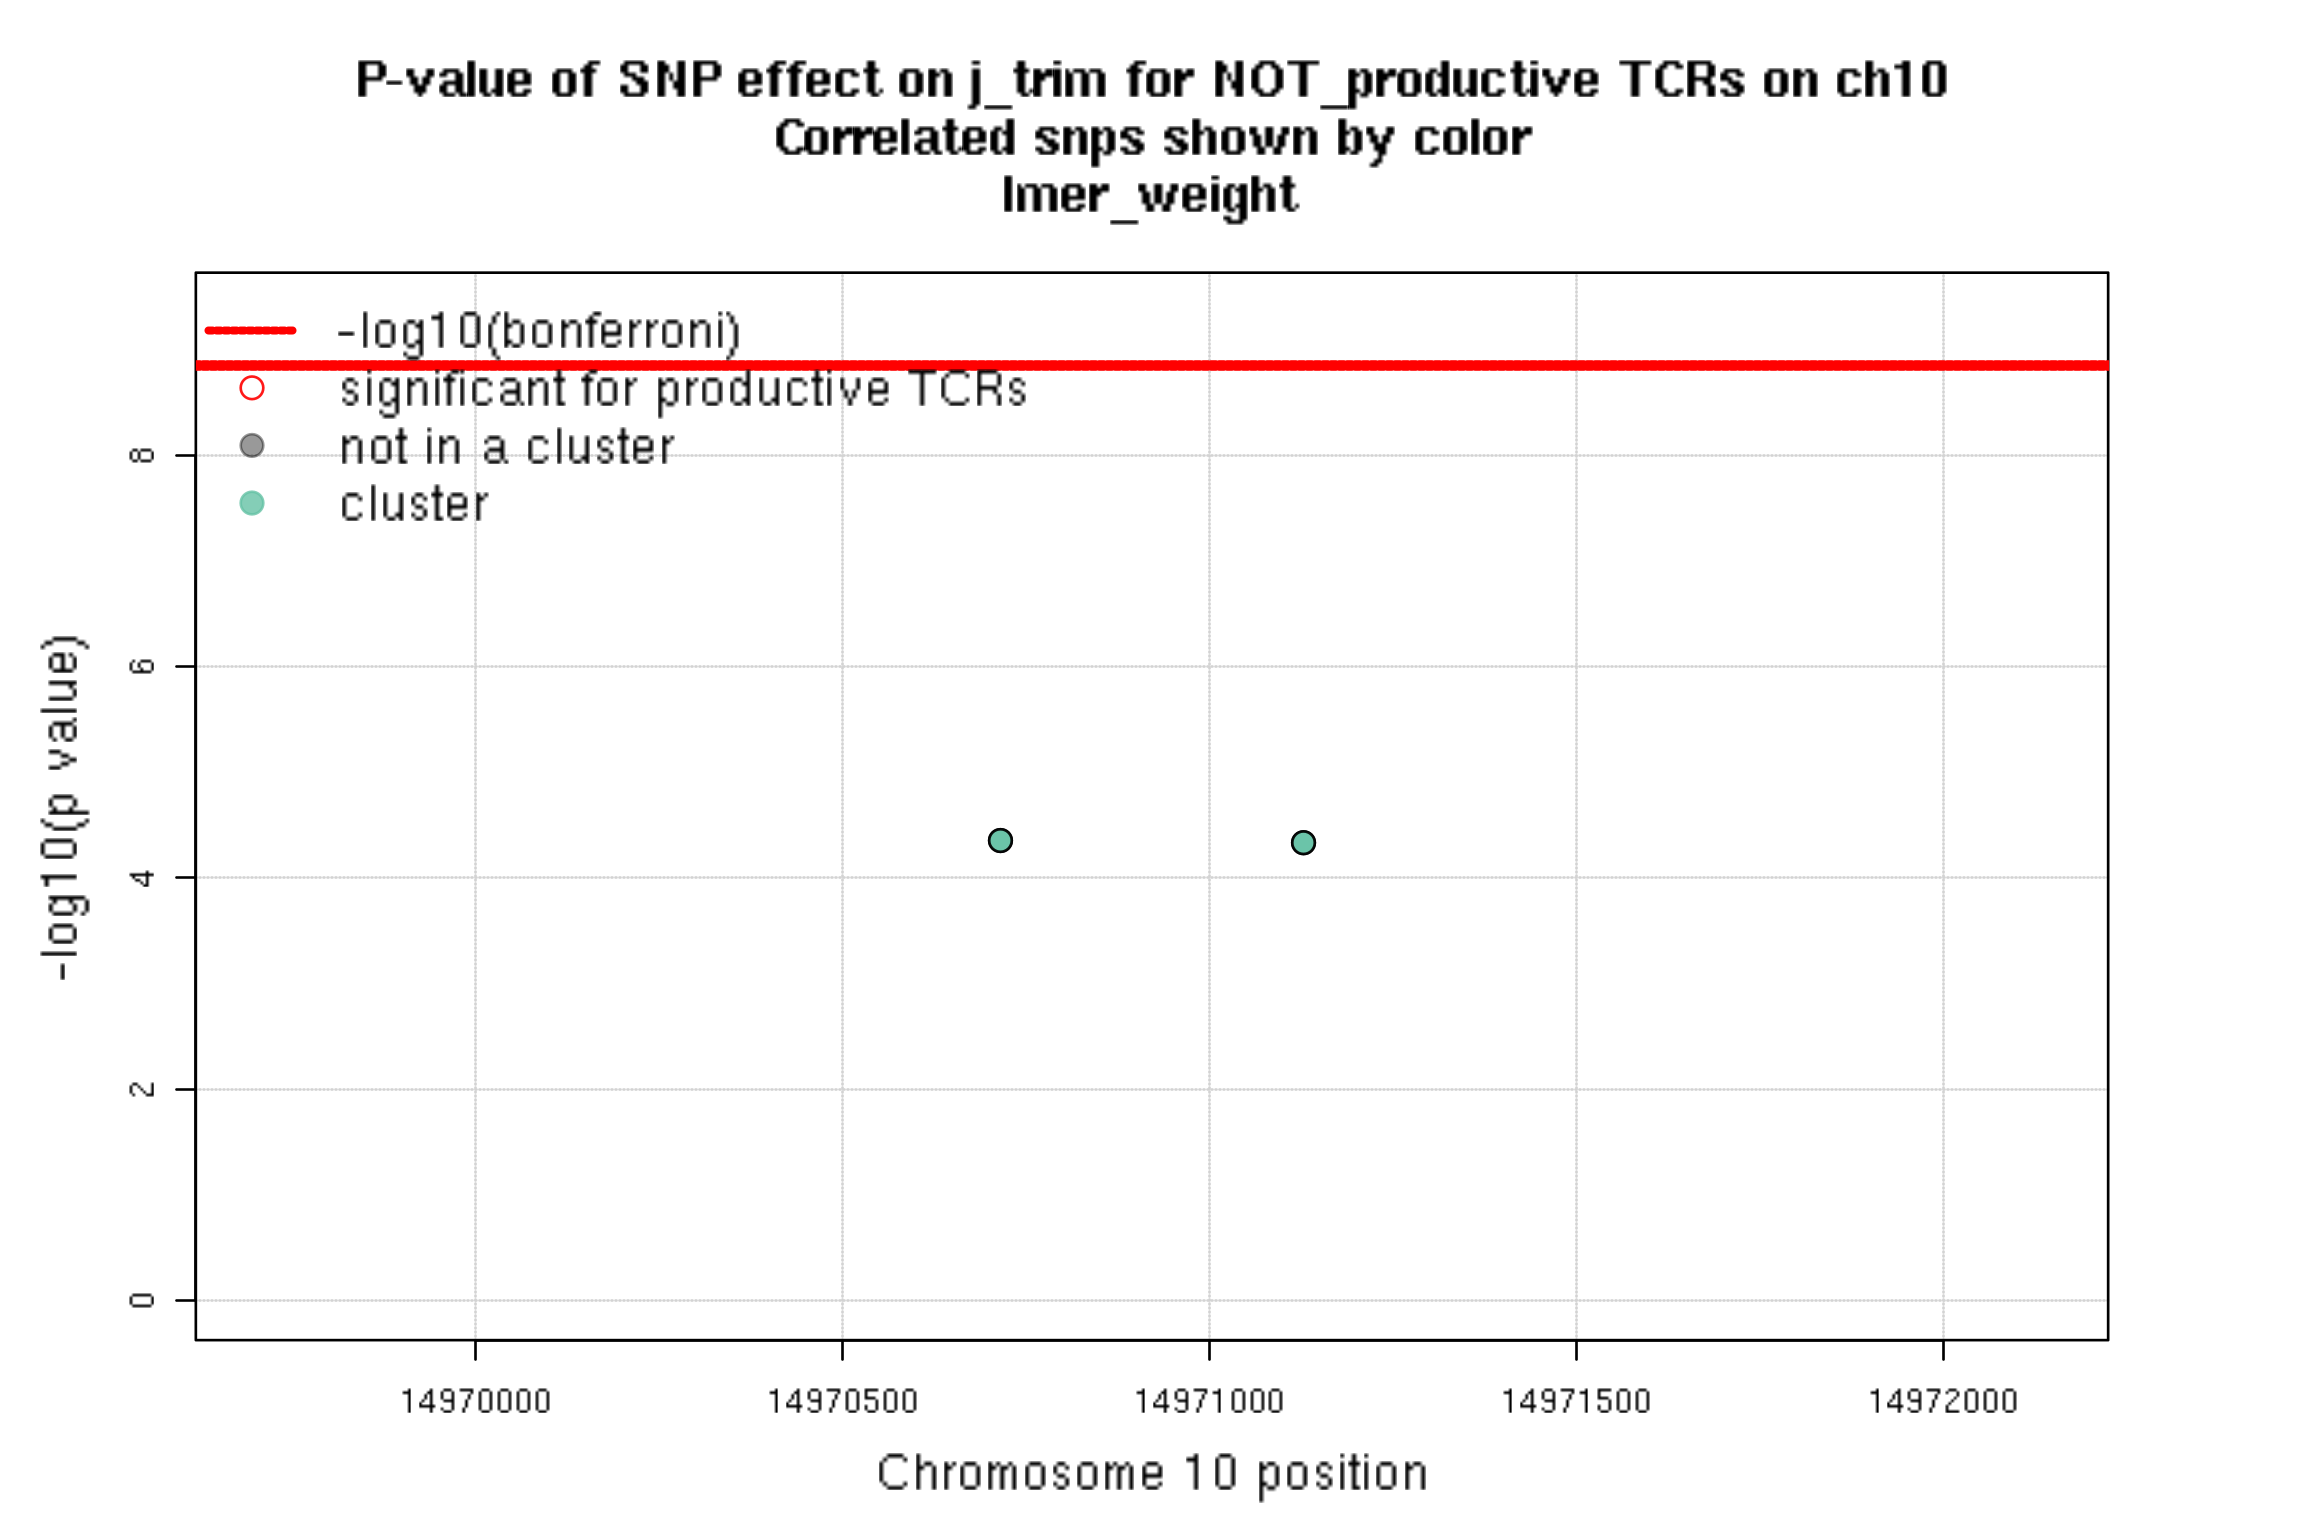 P-value of SNP effect on j_trim for NOT_productive TCRs on ch10
Correlated snps shown by color
lmer_weight
-log10(bonferroni)
significant for productive TCRs
not in a cluster
cluster
8
6
4
2
0
-log10(p value)
14970000
14970500
14971000
14971500
14972000
Chromosome 10 position